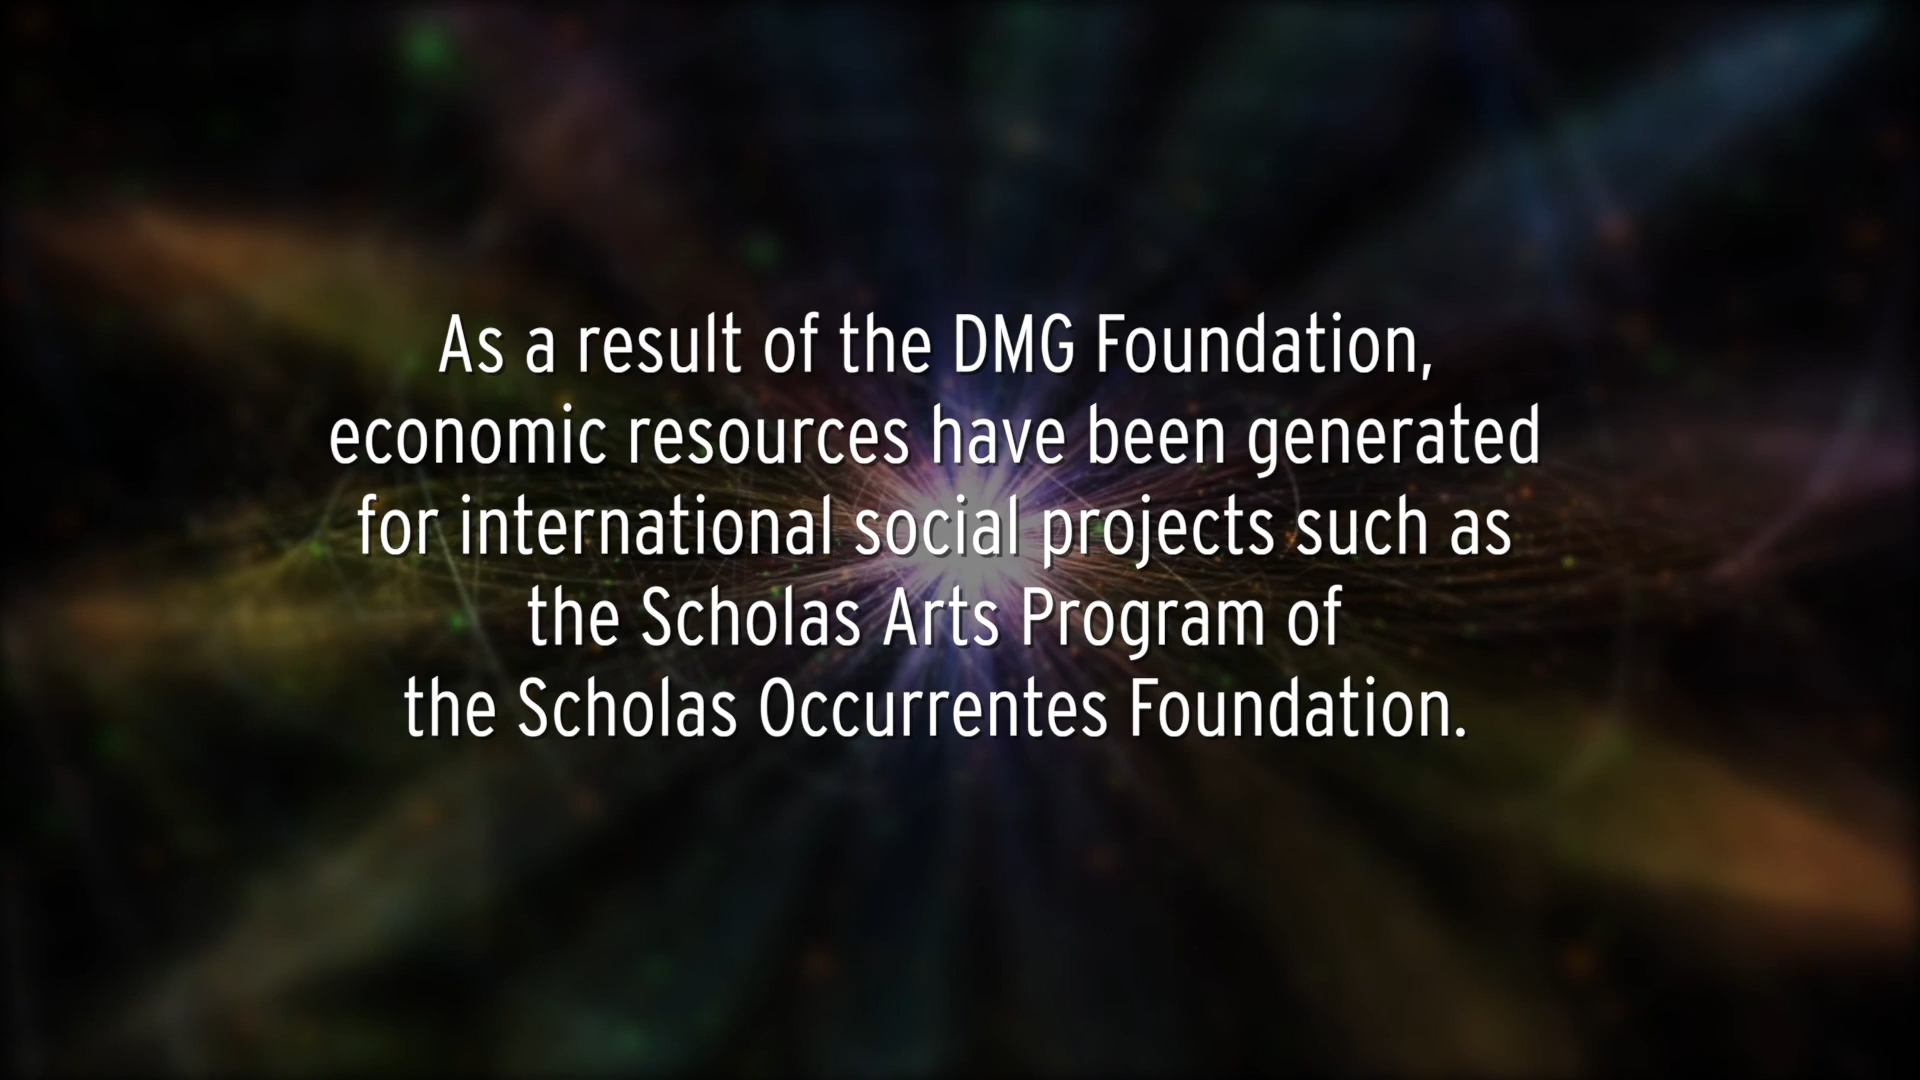 As a result of the DMG Foundation,
economic resources have been generated
for international social projects such as
the Scholas Arts Program of
the Scholas Occurrentes Foundation.